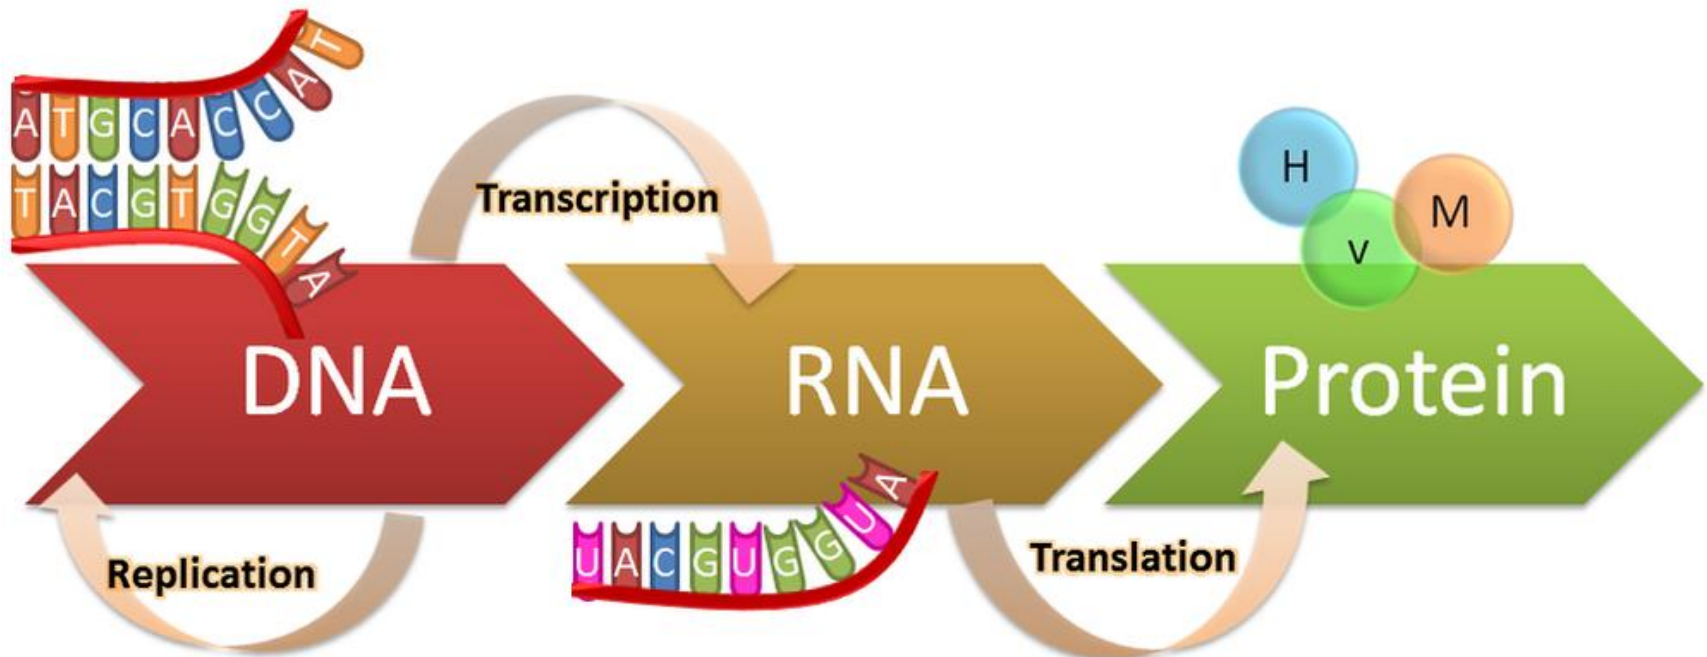 ATGCACCAT
TACGTGGTA
Transcription
H
V
M
DNA
RNA
Protein
Replication
UACGUGGUA
Translation